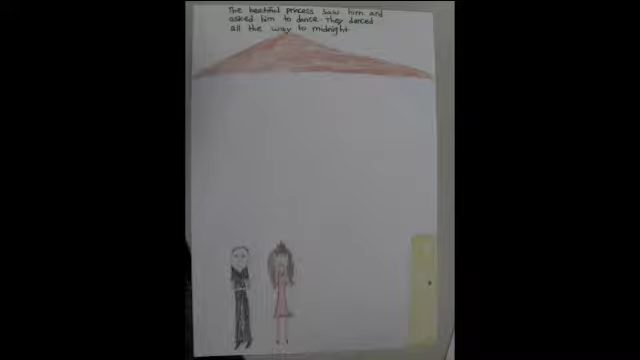 The beatiful princess saw him and
asked him to dance. They danced
all the way to midnight.